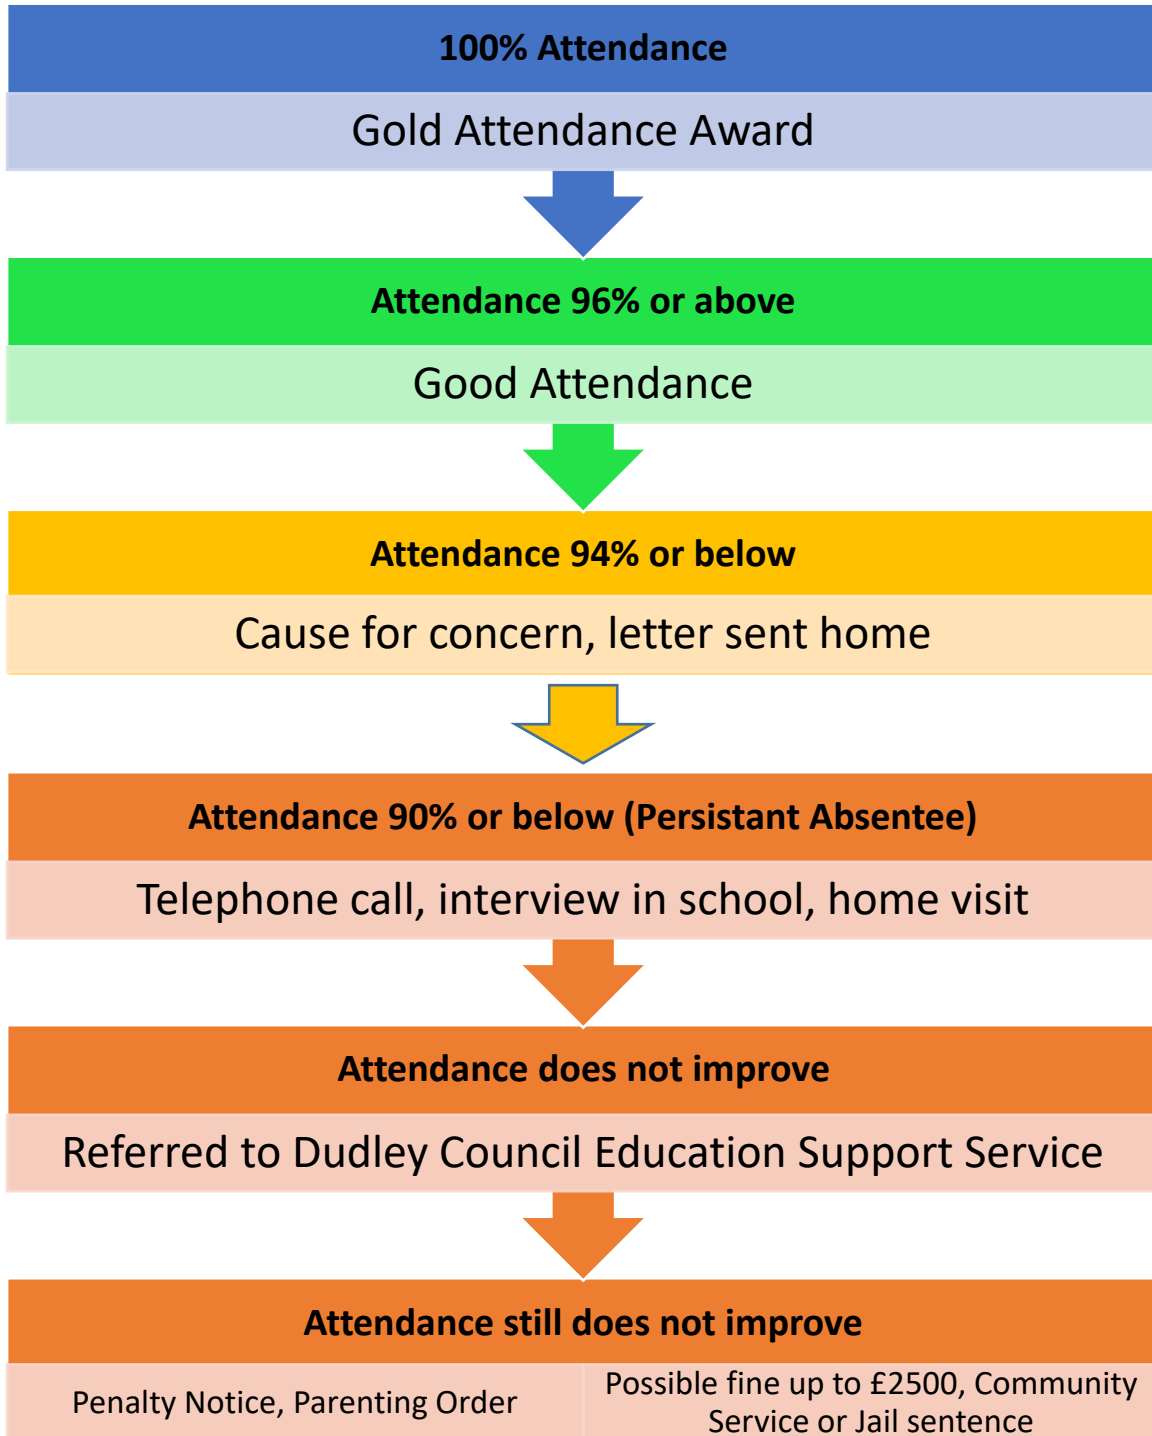 100% Attendance
Gold Attendance Award
Attendance 96% or above
Good Attendance
Attendance 94% or below
Cause for concern, letter sent home
Attendance 90% or below (Persistant Absentee)
Telephone call, interview in school, home visit
Attendance does not improve
Referred to Dudley Council Education Support Service
Attendance still does not improve
Penalty Notice, Parenting Order
Possible fine up to £2500, Community
Service or Jail sentence